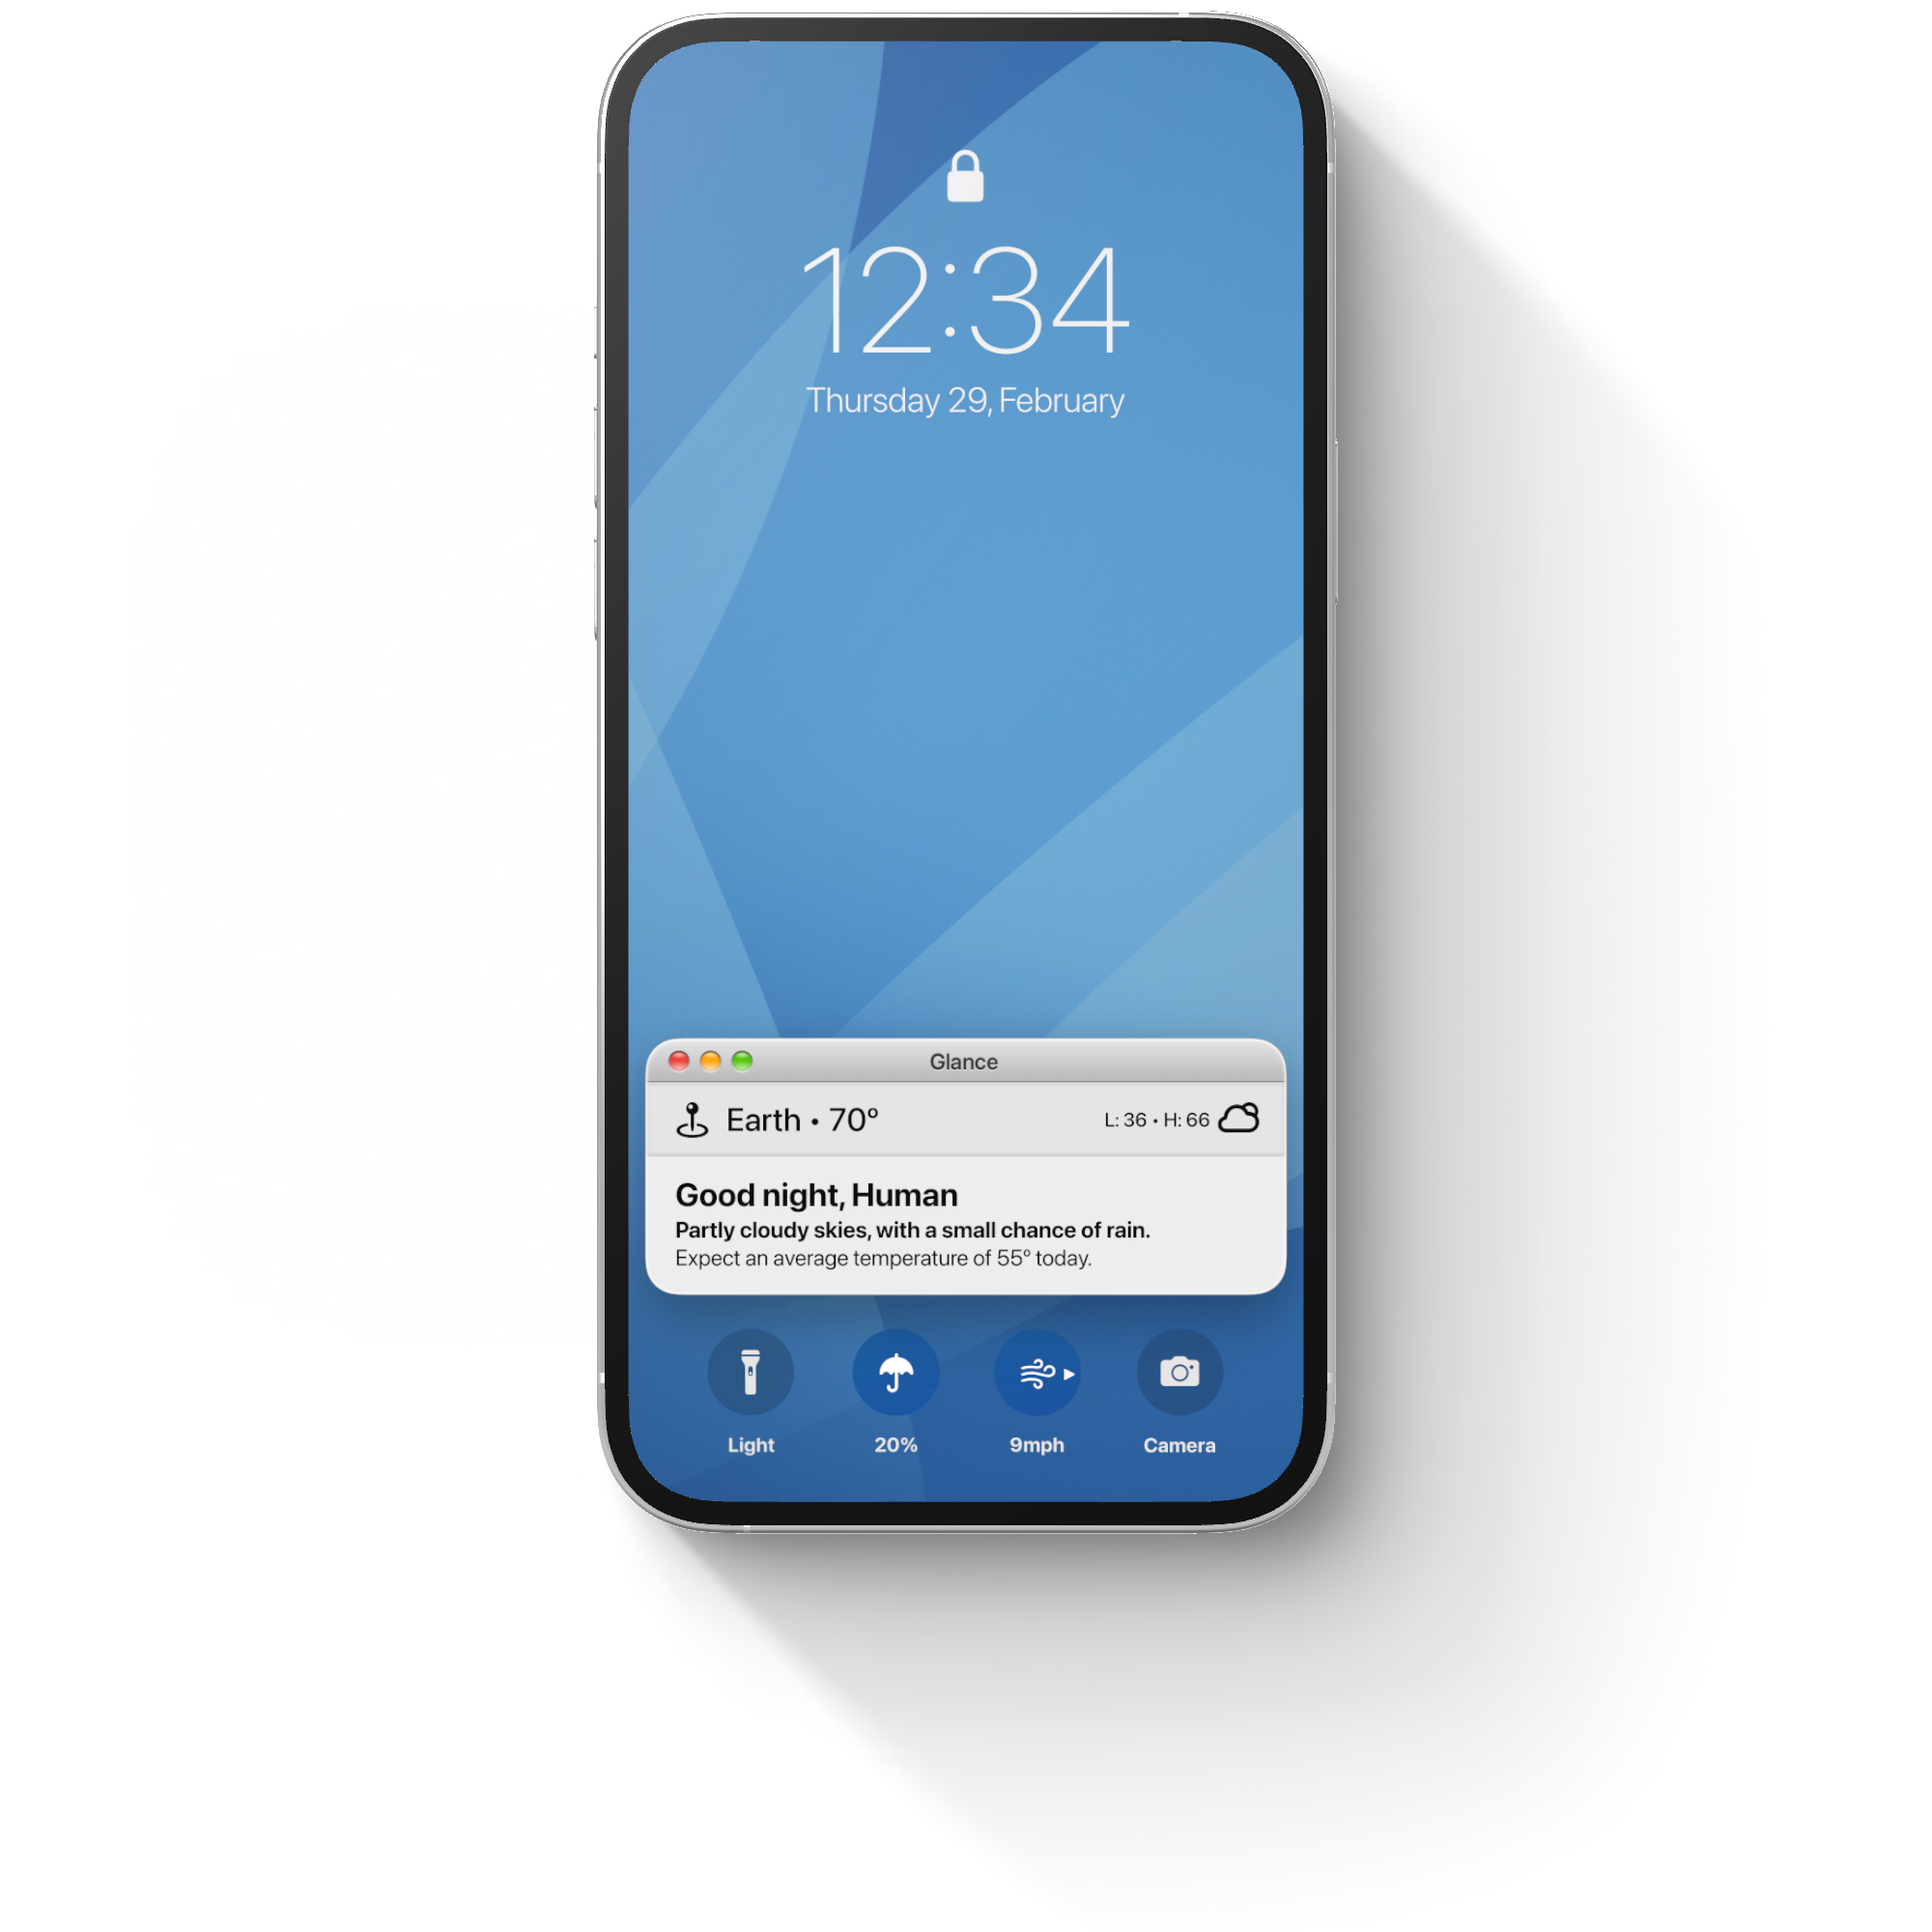 12:34
Thursday 29, February
Glance
Earth • 70°
L: 36 • H: 66
Good night, Human
Partly cloudy skies, with a small chance of rain.
Expect an average temperature of 55° today.
Light
20%
9mph
Camera